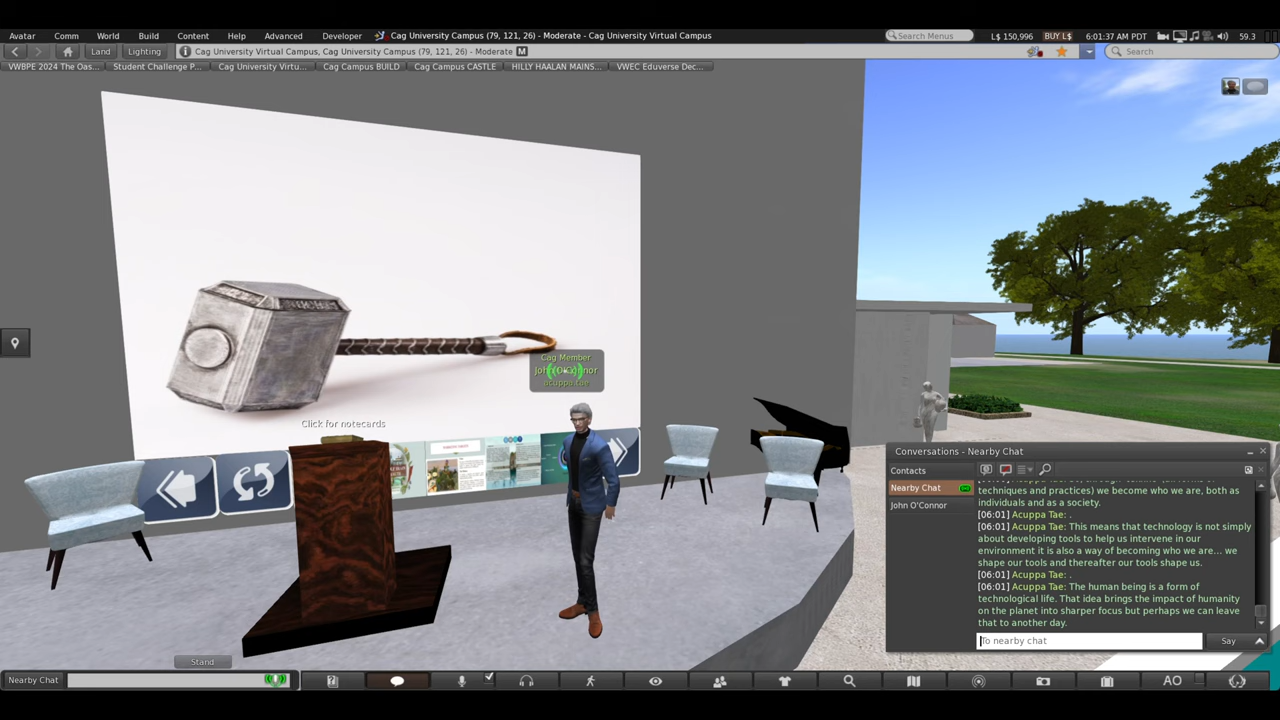 Avatar Comm World Build Content Help Advanced Developer Cag University Campus (79, 121, 26) - Moderate - Cag University Virtual Campus Search Menus L$ 150,996 BUY L$ 6:01:37 AM PDT 59.3
Land Lighting Cag University Virtual Campus, Cag University Campus (79, 121, 26) - Moderate M Search
VWBPE 2024 The Oas... Student Challenge P... Cag University Virtu... Cag Campus BUILD Cag Campus CASTLE HILLY HAALAN MAINS... VWEC Eduverse Dec...
Cag Member
John O'Connor
acuppa.tae
Click for notecards
Conversations - Nearby Chat
Contacts
Nearby Chat
John O'Connor
techniques and practices) we become who we are, both as
individuals and as a society.
[06:01] Acuppa Tae: .
[06:01] Acuppa Tae: This means that technology is not simply
about developing tools to help us intervene in our
environment it is also a way of becoming who we are... we
shape our tools and thereafter our tools shape us.
[06:01] Acuppa Tae: .
[06:01] Acuppa Tae: The human being is a form of
technological life. That idea brings the impact of humanity
on the planet into sharper focus but perhaps we can leave
that to another day.
To nearby chat Say
Stand
Nearby Chat AO